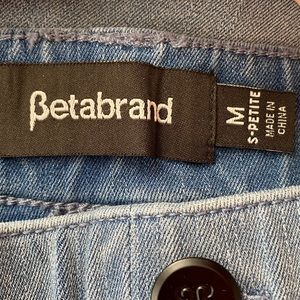 βetabrand
M
S-PETITE
MADE IN
CHINA